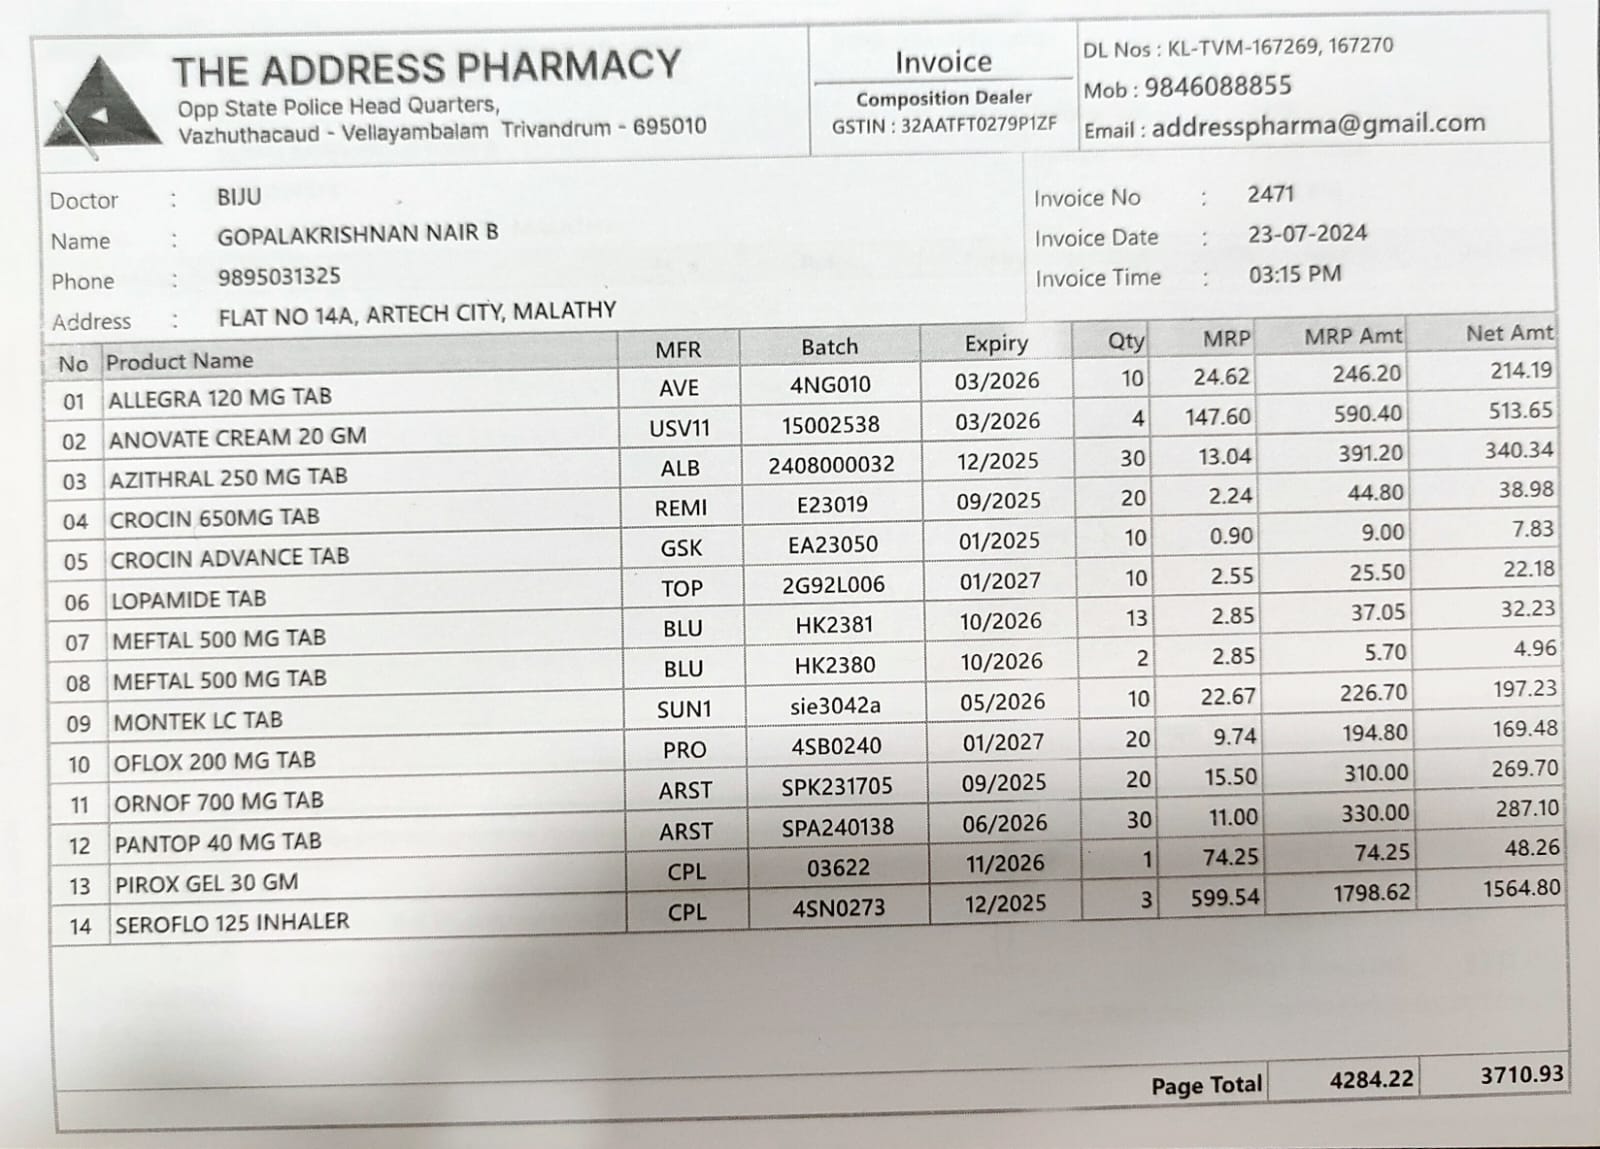 THE ADDRESS PHARMACY
Opp State Police Head Quarters,
Vazhuthacaud - Vellayambalam Trivandrum - 695010
Invoice
Composition Dealer
GSTIN : 32AATFT0279P1ZF
DL Nos : KL-TVM-167269, 167270
Mob : 9846088855
Email : addresspharma@gmail.com
Doctor : BIJU
Name : GOPALAKRISHNAN NAIR B
Phone : 9895031325
Address : FLAT NO 14A, ARTECH CITY, MALATHY
Invoice No : 2471
Invoice Date : 23-07-2024
Invoice Time : 03:15 PM
No Product Name MFR Batch Expiry Qty MRP MRP Amt Net Amt
01 ALLEGRA 120 MG TAB AVE 4NG010 03/2026 10 24.62 246.20 214.19
02 ANOVATE CREAM 20 GM USV11 15002538 03/2026 4 147.60 590.40 513.65
03 AZITHRAL 250 MG TAB ALB 2408000032 12/2025 30 13.04 391.20 340.34
04 CROCIN 650MG TAB REMI E23019 09/2025 20 2.24 44.80 38.98
05 CROCIN ADVANCE TAB GSK EA23050 01/2025 10 0.90 9.00 7.83
06 LOPAMIDE TAB TOP 2G92L006 01/2027 10 2.55 25.50 22.18
07 MEFTAL 500 MG TAB BLU HK2381 10/2026 13 2.85 37.05 32.23
08 MEFTAL 500 MG TAB BLU HK2380 10/2026 2 2.85 5.70 4.96
09 MONTEK LC TAB SUN1 sie3042a 05/2026 10 22.67 226.70 197.23
10 OFLOX 200 MG TAB PRO 4SB0240 01/2027 20 9.74 194.80 169.48
11 ORNOF 700 MG TAB ARST SPK231705 09/2025 20 15.50 310.00 269.70
12 PANTOP 40 MG TAB ARST SPA240138 06/2026 30 11.00 330.00 287.10
13 PIROX GEL 30 GM CPL 03622 11/2026 1 74.25 74.25 48.26
14 SEROFLO 125 INHALER CPL 4SN0273 12/2025 3 599.54 1798.62 1564.80
Page Total 4284.22 3710.93